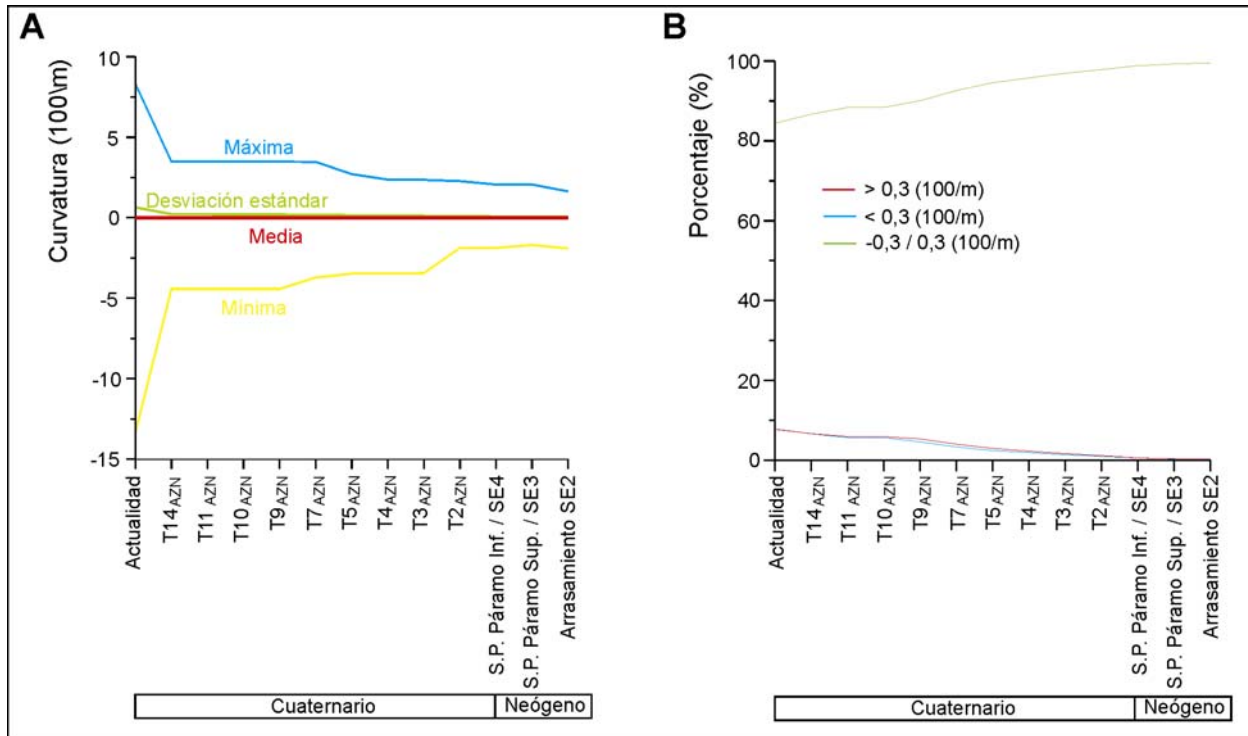 A
Curvatura (100\m)
10
5
0
-5
-10
-15
Máxima
Desviación estándar
Media
Mínima
Actualidad
T14 AZN
T11 AZN
T10 AZN
T9 AZN
T7 AZN
T5 AZN
T4 AZN
T3 AZN
T2 AZN
S.P. Páramo Inf. / SE4
S.P. Páramo Sup. / SE3
Arrasamiento SE2
Cuaternario
Neógeno
B
Porcentaje (%)
100
80
60
40
20
0
> 0,3 (100/m)
< 0,3 (100/m)
-0,3 / 0,3 (100/m)
Actualidad
T14 AZN
T11 AZN
T10 AZN
T9 AZN
T7 AZN
T5 AZN
T4 AZN
T3 AZN
T2 AZN
S.P. Páramo Inf. / SE4
S.P. Páramo Sup. / SE3
Arrasamiento SE2
Cuaternario
Neógeno